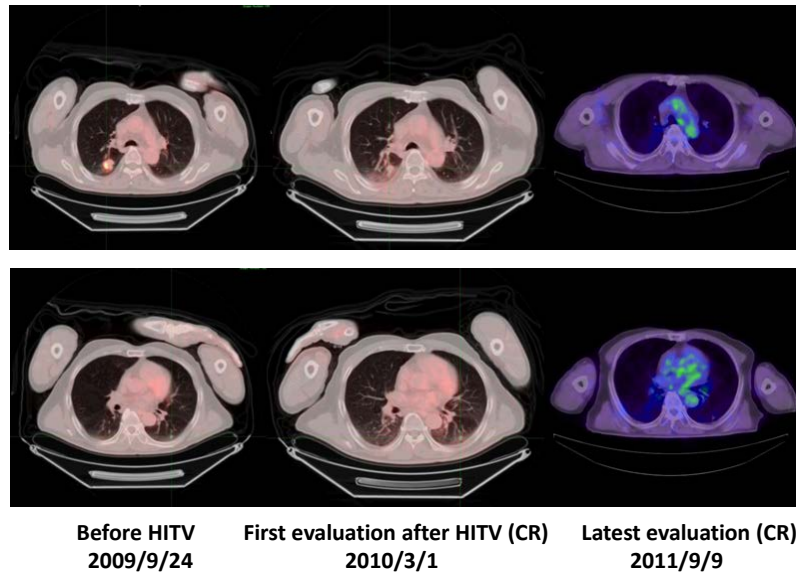 Before HITV First evaluation after HITV (CR) Latest evaluation (CR)
2009/9/24 2010/3/1 2011/9/9